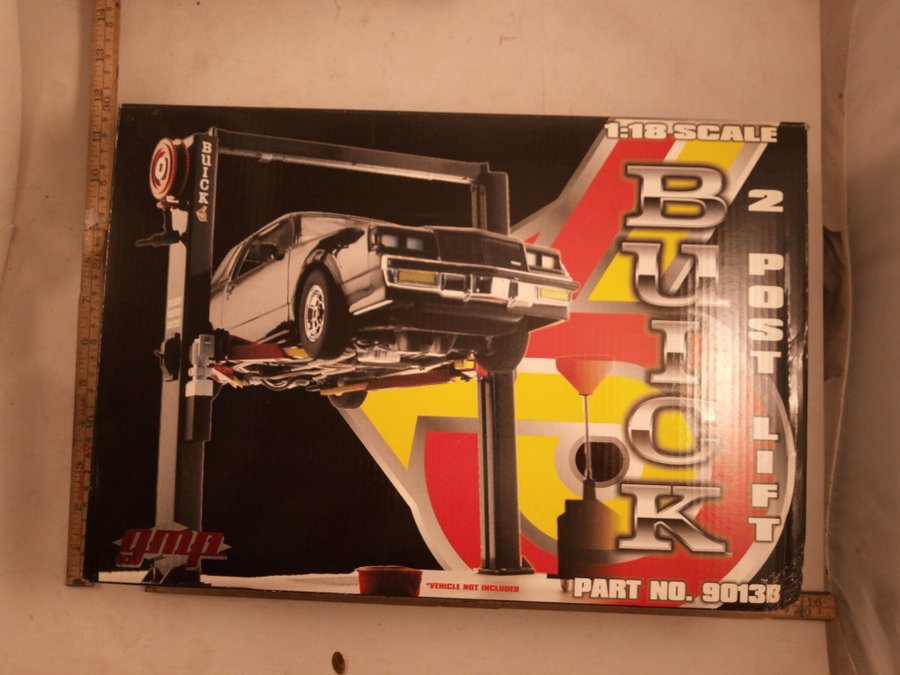 1:18 SCALE
BUICK
2 POST LIFT
BUICK
gmp
*VEHICLE NOT INCLUDED
PART NO. 9013B